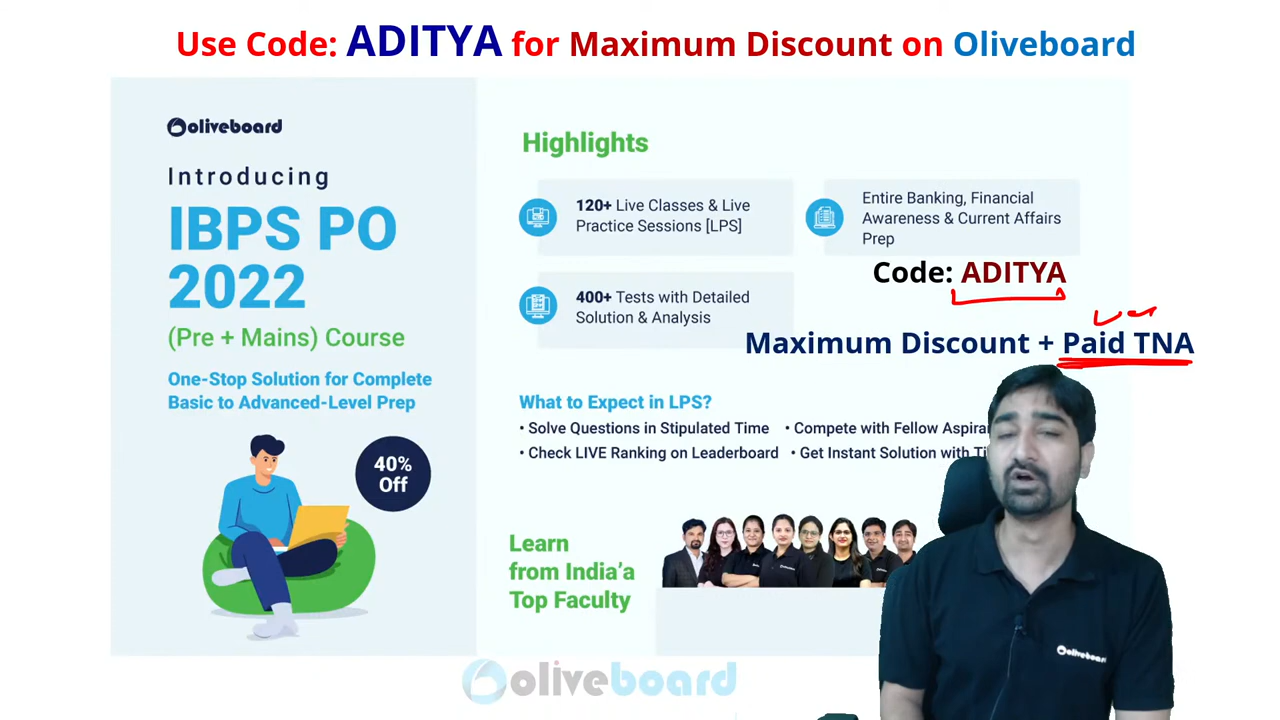 Use Code: ADITYA for Maximum Discount on Oliveboard
oliveboard
Introducing
IBPS PO
2022
(Pre + Mains) Course
One-Stop Solution for Complete
Basic to Advanced-Level Prep
40%
Off
Highlights
120+ Live Classes & Live
Practice Sessions [LPS]
Entire Banking, Financial
Awareness & Current Affairs
Prep
Code: ADITYA
400+ Tests with Detailed
Solution & Analysis
Maximum Discount + Paid TNA
What to Expect in LPS?
• Solve Questions in Stipulated Time • Compete with Fellow Aspira
• Check LIVE Ranking on Leaderboard • Get Instant Solution with
Learn
from India'a
Top Faculty
oliveboard
oliveboard